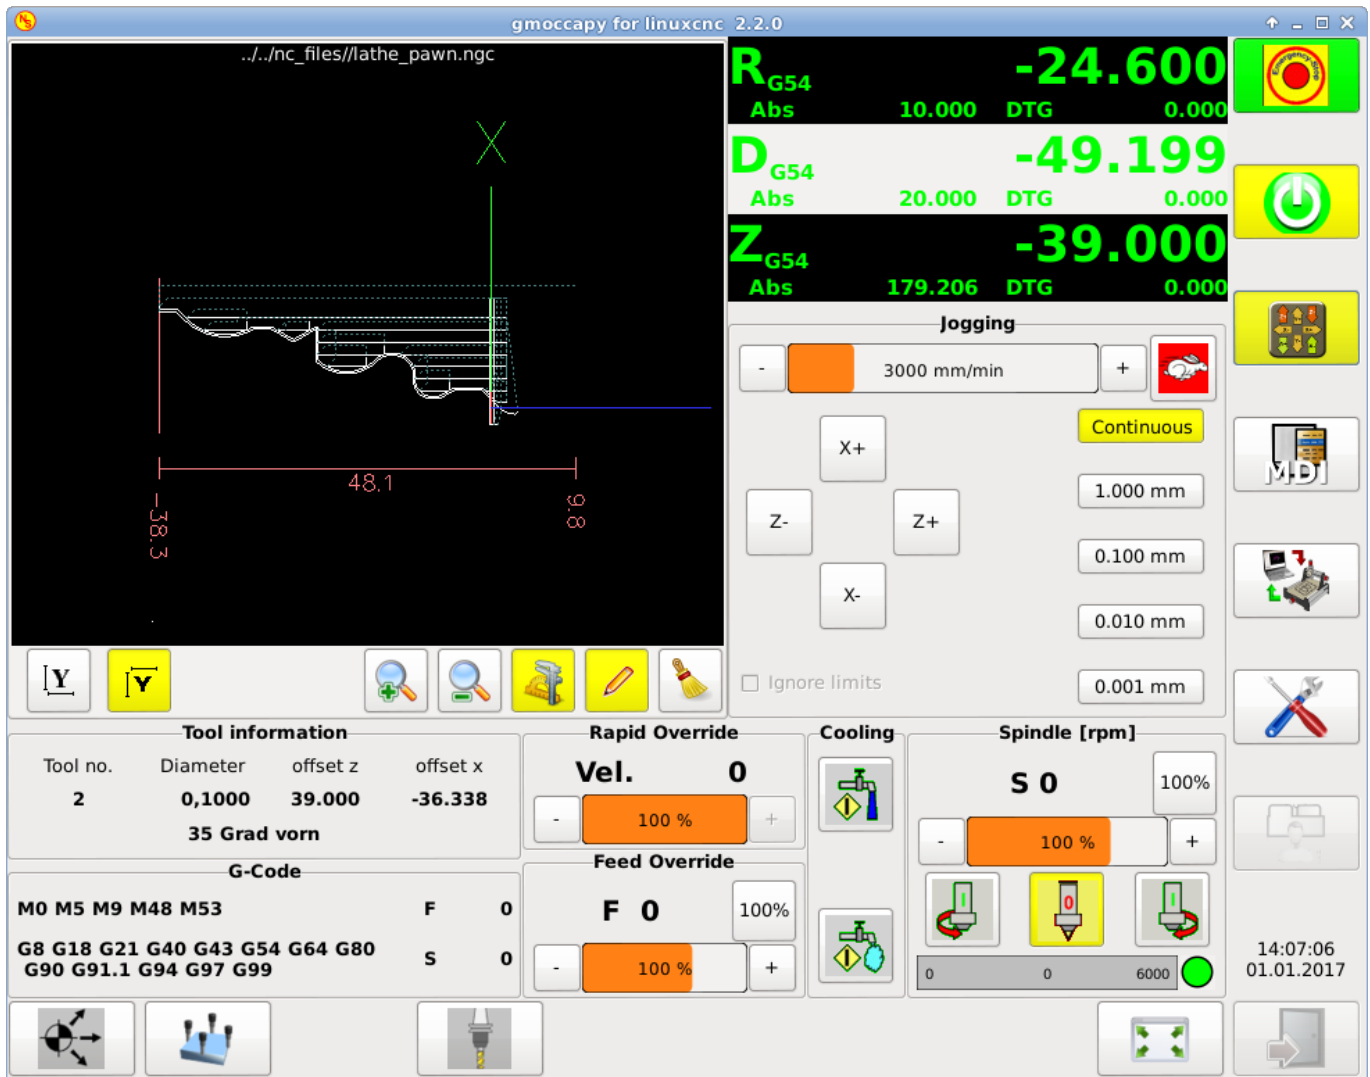 gmoccapy for linuxcnc 2.2.0
../../nc_files//lathe_pawn.ngc
X
48.1
-38.3
9.8
R G54 -24.600
Abs 10.000 DTG 0.000
D G54 -49.199
Abs 20.000 DTG 0.000
Z G54 -39.000
Abs 179.206 DTG 0.000
Emergency-Stop
Jogging
- 3000 mm/min +
Continuous
X+
1.000 mm
Z- Z+
0.100 mm
X-
0.010 mm
Ignore limits
0.001 mm
MDI
Y Y
Tool information
Tool no. Diameter offset z offset x
2 0,1000 39.000 -36.338
35 Grad vorn
G-Code
M0 M5 M9 M48 M53 F 0
G8 G18 G21 G40 G43 G54 G64 G80
G90 G91.1 G94 G97 G99
S 0
Rapid Override
Vel. 0
- 100 % +
Feed Override
F 0 100%
- 100 % +
Cooling
Spindle [rpm]
S 0 100%
- 100 % +
I 0 I
0 0 6000
14:07:06
01.01.2017